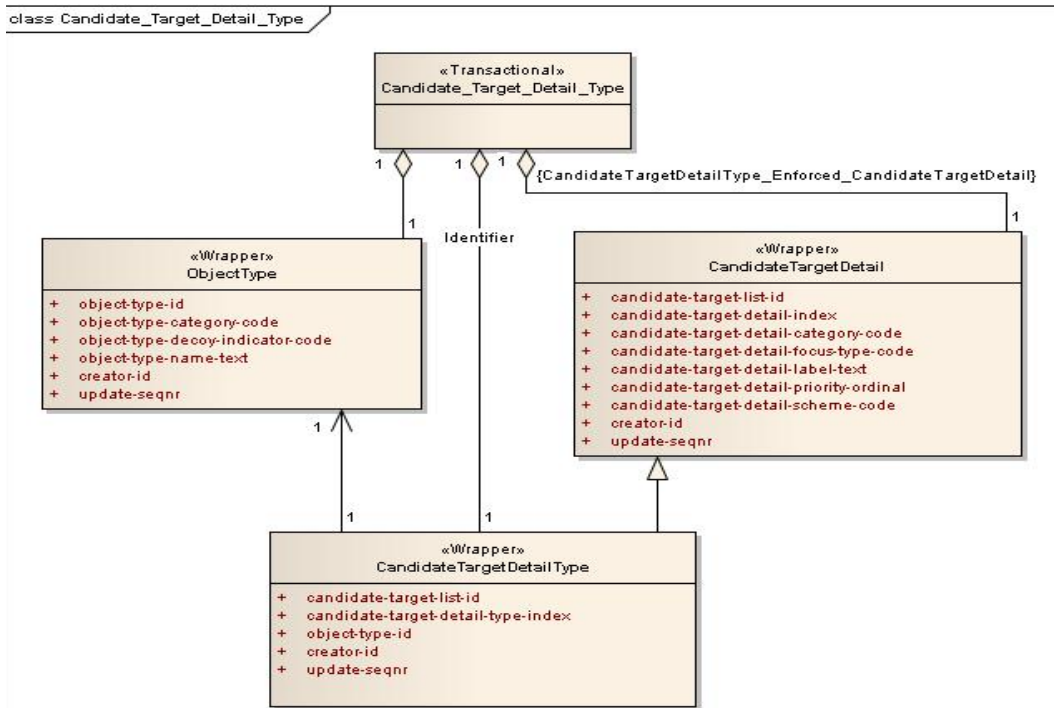 class Candidate_Target_Detail_Type
«Transactional»
Candidate_Target_Detail_Type
1
1
1
{CandidateTargetDetailType_Enforced_CandidateTargetDetail}
1
1
Identifier
«Wrapper»
ObjectType
+ object-type-id
+ object-type-category-code
+ object-type-decoy-indicator-code
+ object-type-name-text
+ creator-id
+ update-seqnr
«Wrapper»
CandidateTargetDetail
+ candidate-target-list-id
+ candidate-target-detail-index
+ candidate-target-detail-category-code
+ candidate-target-detail-focus-type-code
+ candidate-target-detail-label-text
+ candidate-target-detail-priority-ordinal
+ candidate-target-detail-scheme-code
+ creator-id
+ update-seqnr
1
1
1
«Wrapper»
CandidateTargetDetailType
+ candidate-target-list-id
+ candidate-target-detail-type-index
+ object-type-id
+ creator-id
+ update-seqnr